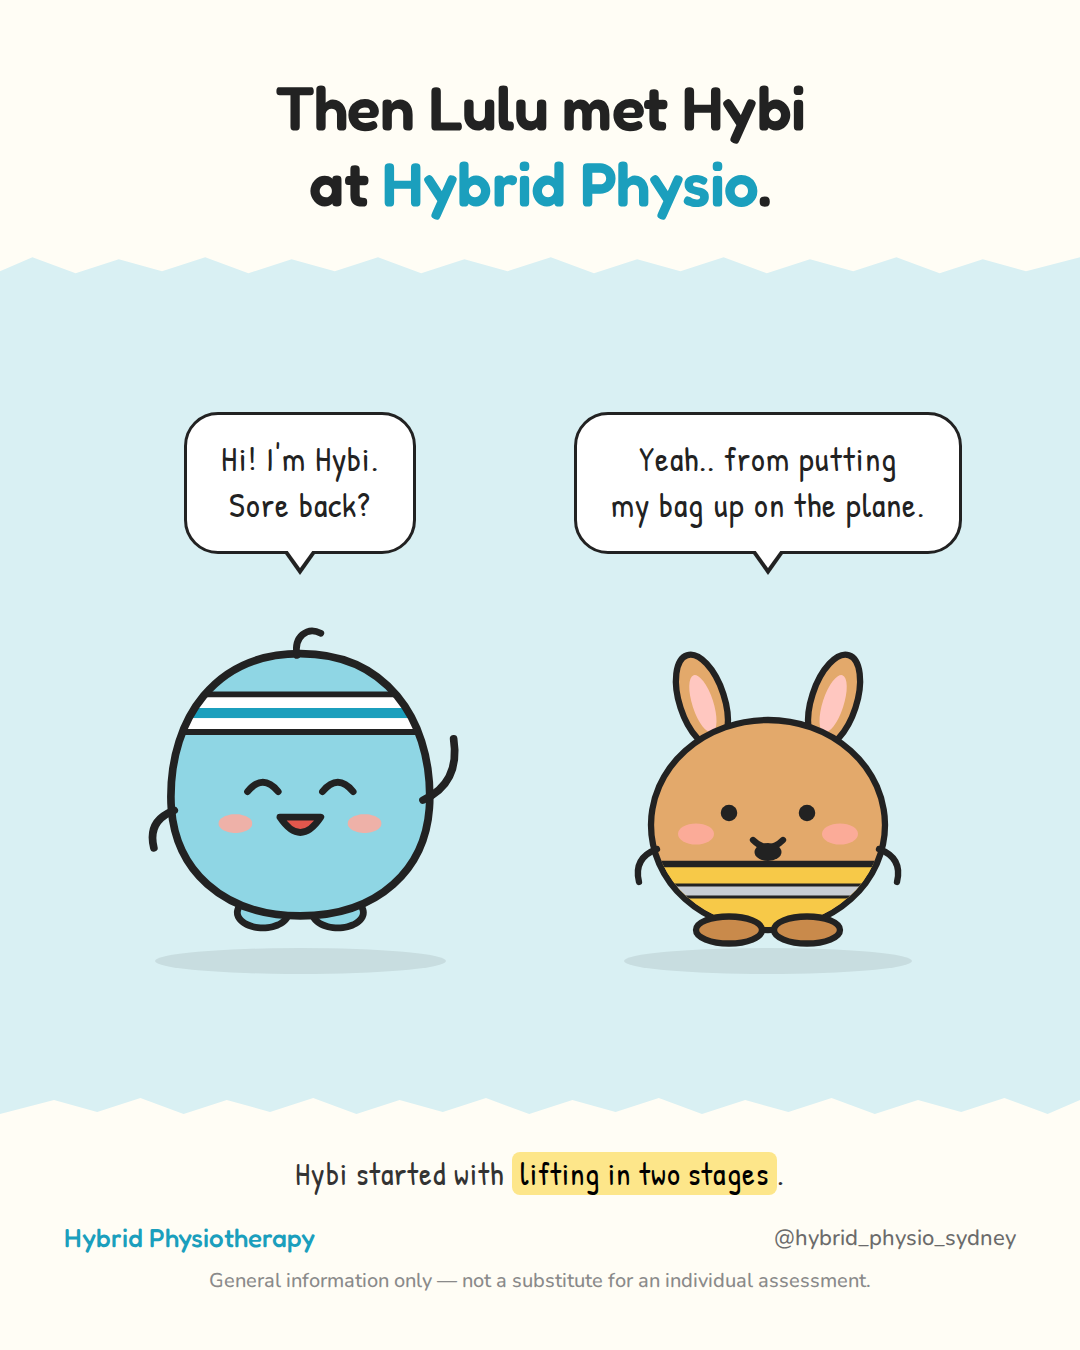 Then Lulu met Hybi
at Hybrid Physio.
Hi! I'm Hybi.
Sore back?
Yeah.. from putting
my bag up on the plane.
Hybi started with lifting in two stages.
Hybrid Physiotherapy
@hybrid_physio_sydney
General information only — not a substitute for an individual assessment.